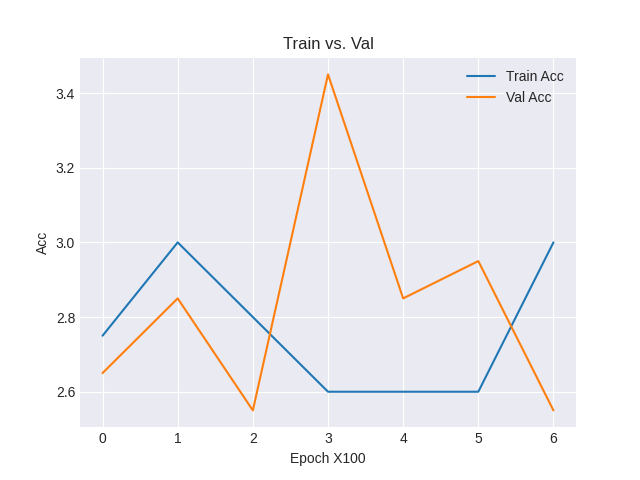 Train vs. Val
Train Acc
Val Acc
3.4
3.2
3.0
2.8
2.6
Acc
0 1 2 3 4 5 6
Epoch X100